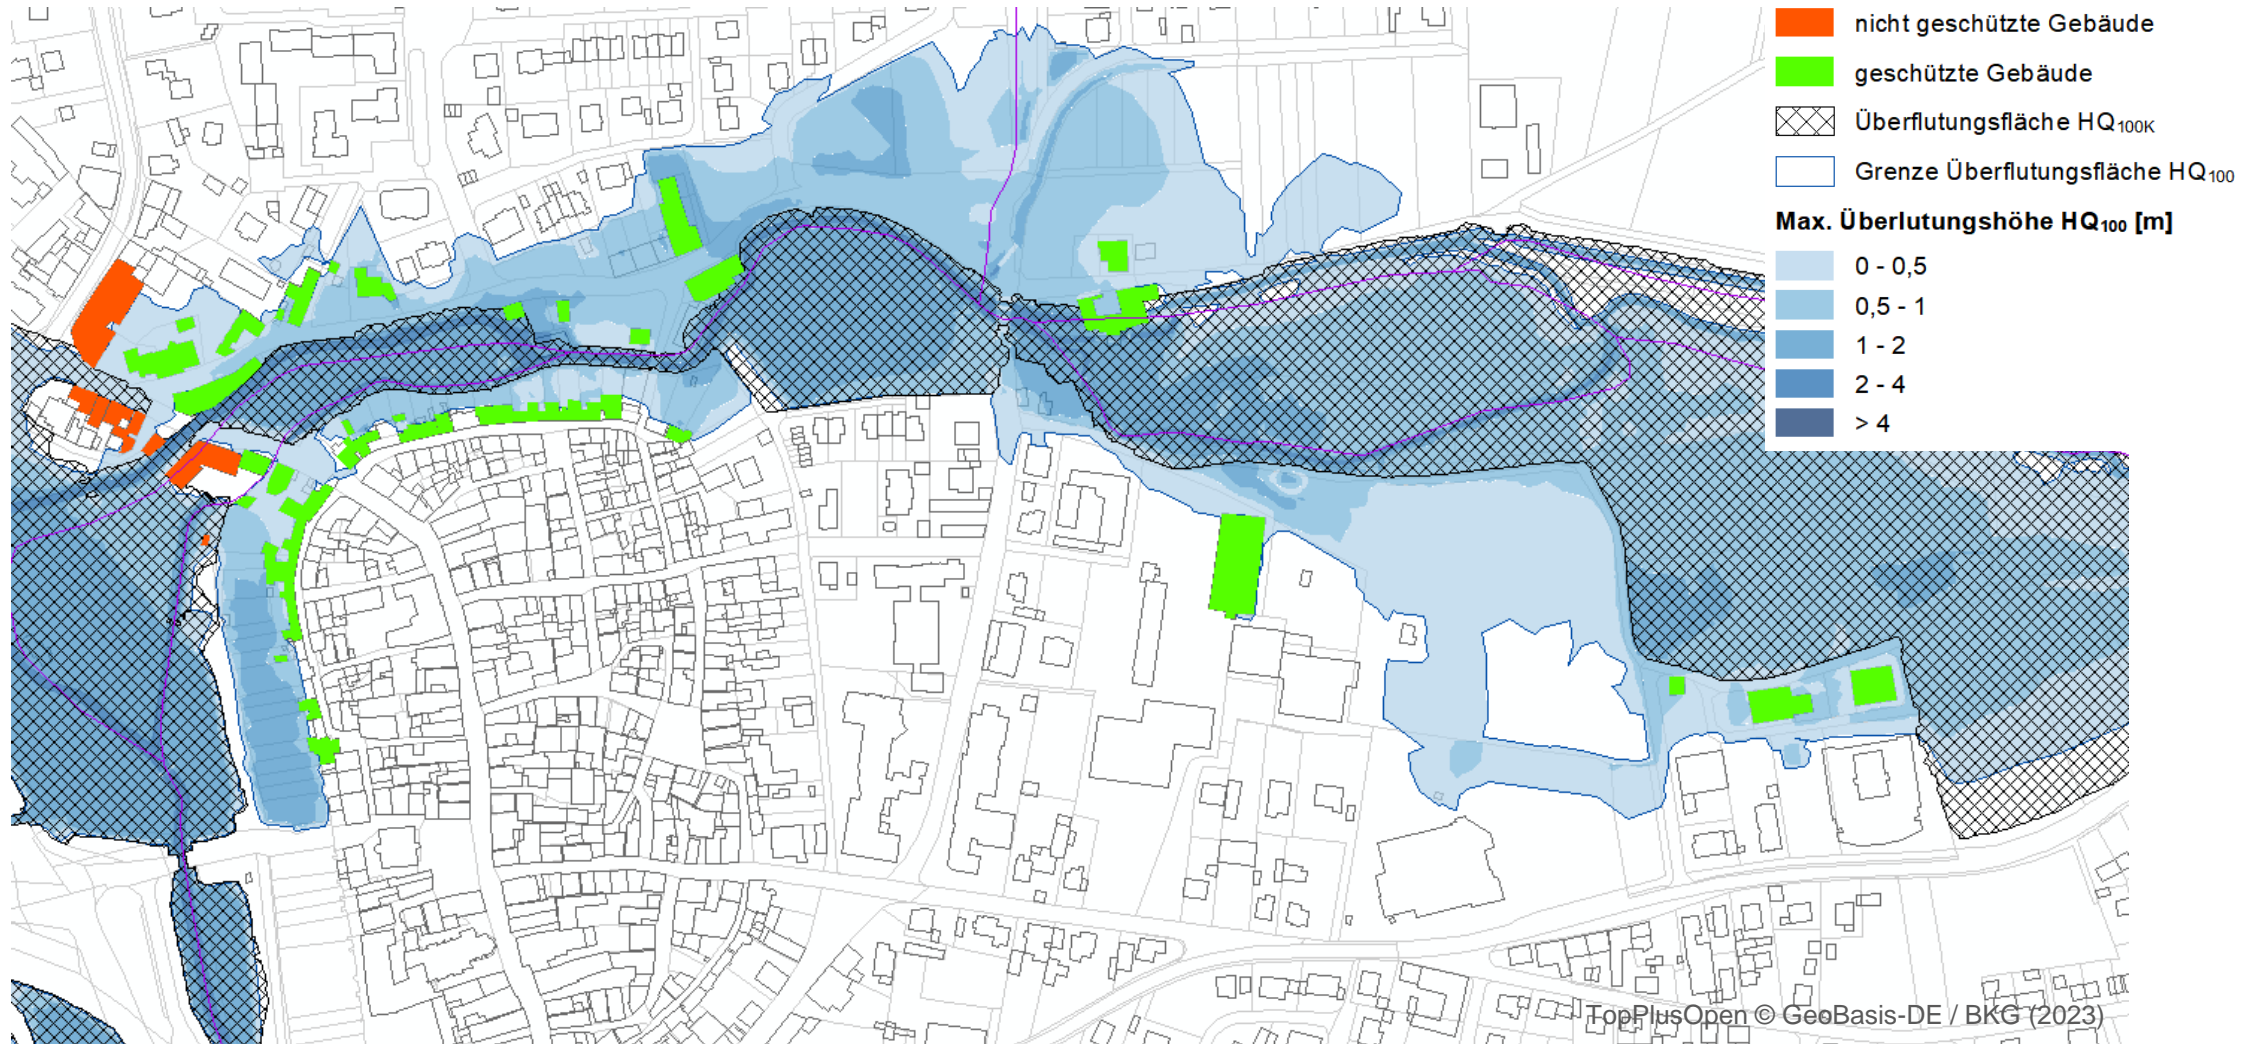 nicht geschützte Gebäude
geschützte Gebäude
Überflutungsfläche HQ100K
Grenze Überflutungsfläche HQ100
Max. Überlutungshöhe HQ100 [m]
0 - 0,5
0,5 - 1
1 - 2
2 - 4
> 4
TopPlusOpen © GeoBasis-DE / BKG (2023)